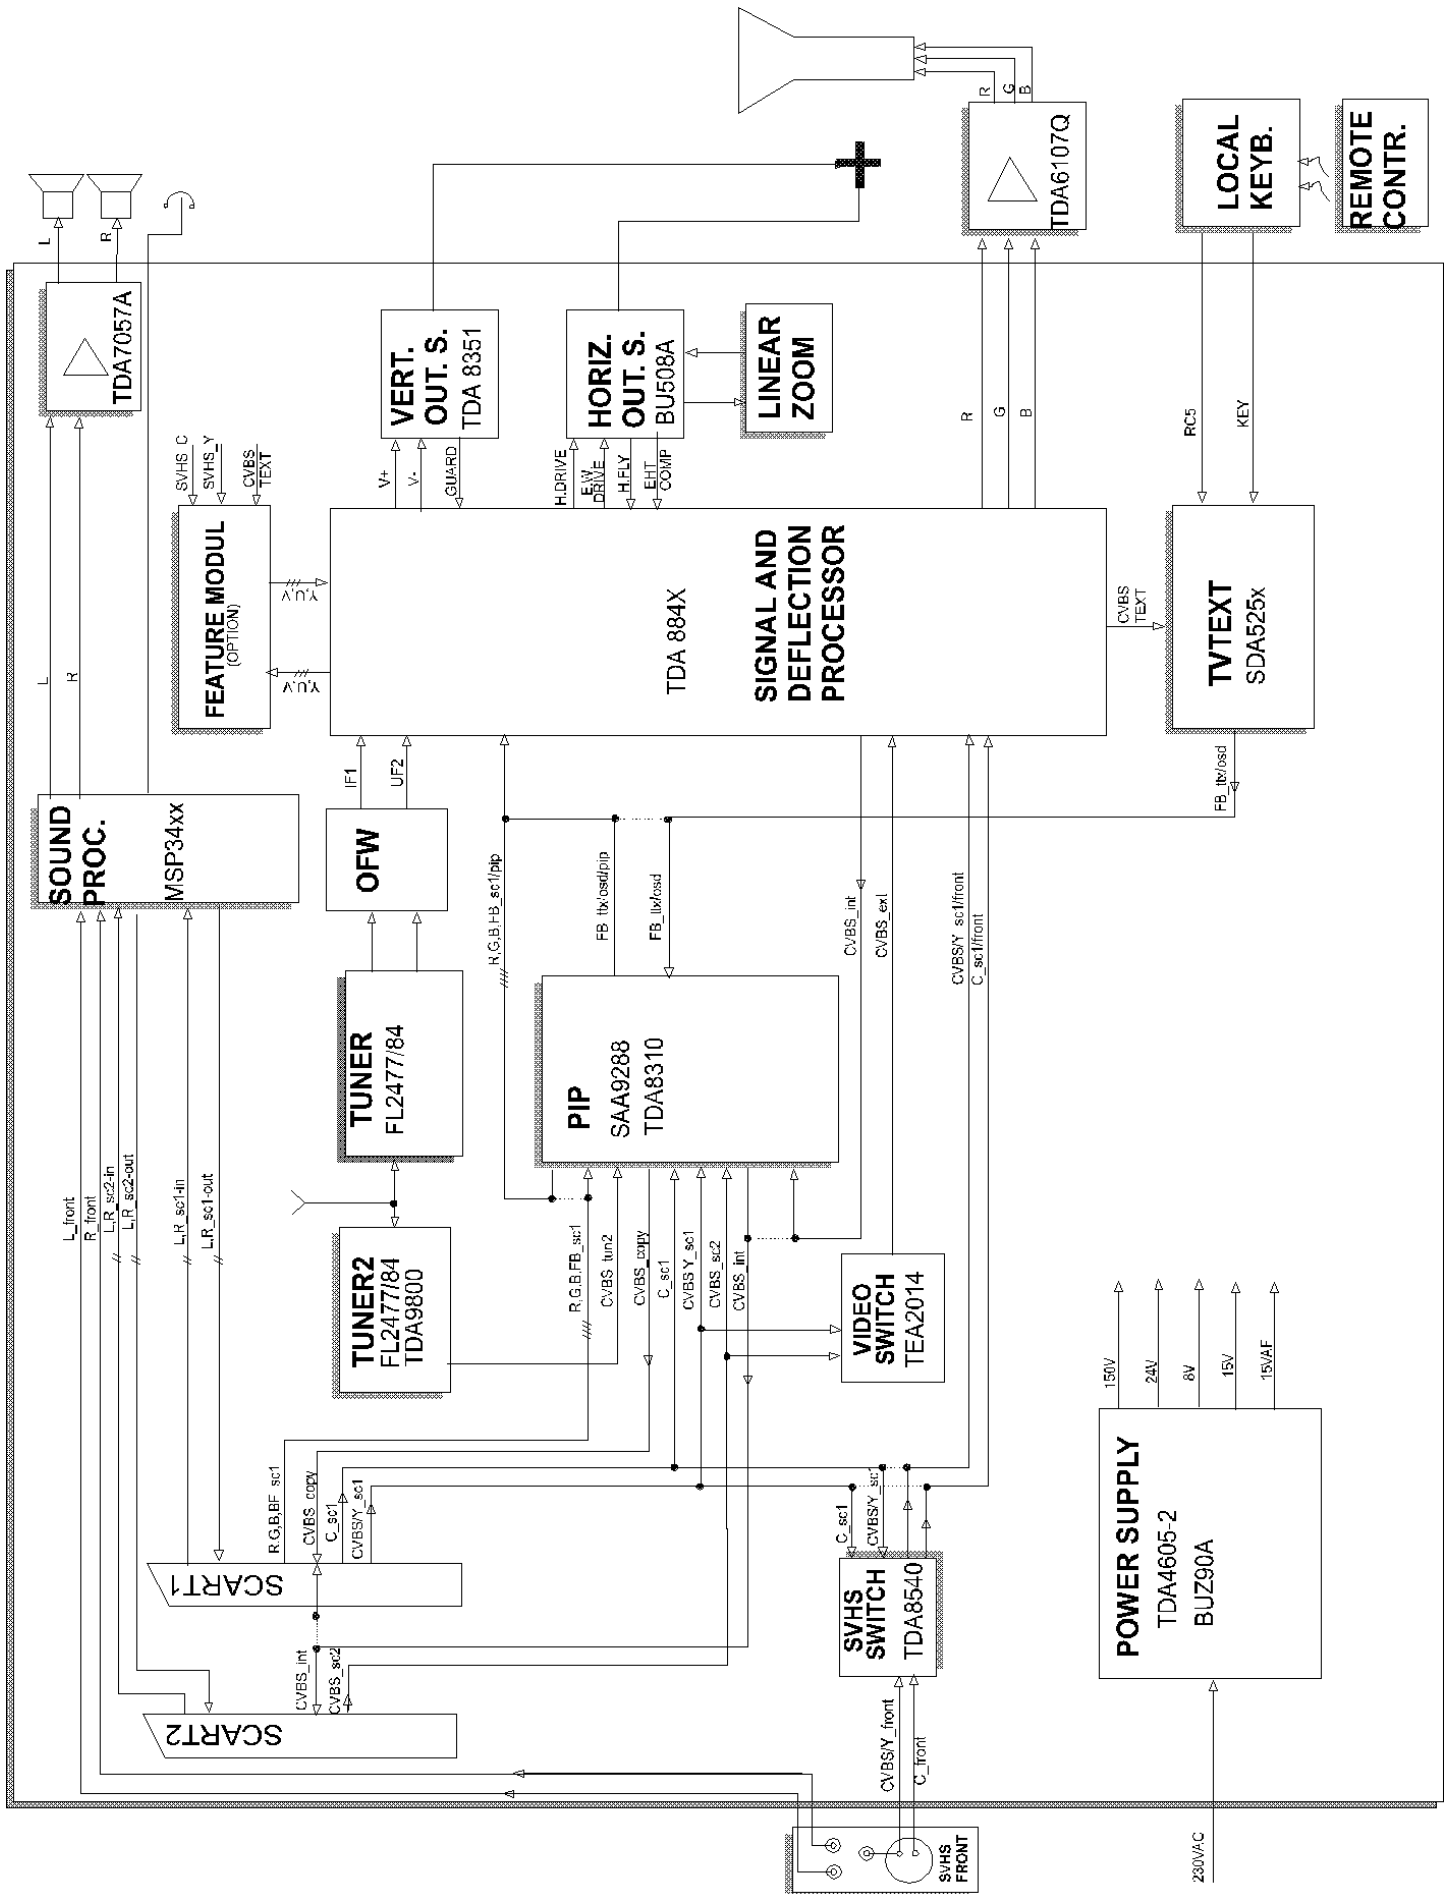 L
R
TDA7057A
SVHS_C
SVHS_Y
CVBS
TEXT
L
R
FEATURE MODUL
(OPTION)
Y,U,V
Y,U,V
SOUND
PROC.
MSP34xx
VERT.
OUT. S.
TDA 8351
V+
V-
GUARD
HORIZ.
OUT. S.
BU508A
H.DRIVE
E.W
DRIVE
H.FLY
EHT
COMP
LINEAR
ZOOM
R
G
B
TDA6107Q
R
G
B
LOCAL
KEYB.
REMOTE
CONTR.
RC5
KEY
TDA 884X
SIGNAL AND
DEFLECTION
PROCESSOR
CVBS
TEXT
TVTEXT
SDA525x
FB_ttx/osd
IF1
UF2
OFW
TUNER
FL2477/84
TUNER2
FL2477/84
TDA9800
R,G,B,FB_sc1/pip
FB ttx/osd/pip
FB_ttx/osd
CVBS_int
CVBS_ext
CVBS/Y_sc1/front
C_sc1/front
PIP
SAA9288
TDA8310
L_front
R_front
L,R_sc2-in
L,R_sc2-out
L,R_sc1-in
L,R_sc1-out
R,G,B,FB_sc1
CVBS tun2
CVBS_copy
C_sc1
CVBS Y_sc1
CVBS_sc2
CVBS_int
VIDEO
SWITCH
TEA2014
R.G,B,BF_sc1
CVBS copy
C_sc1
CVBS/Y_sc1
SCART1
CVBS_int
CVBS_sc2
SCART2
C_sc1
CVBS/Y_sc1
SVHS
SWITCH
TDA8540
CVBS/Y_front
C_front
SVHS
FRONT
150V
24V
8V
15V
15VAF
POWER SUPPLY
TDA4605-2
BUZ90A
230VAC